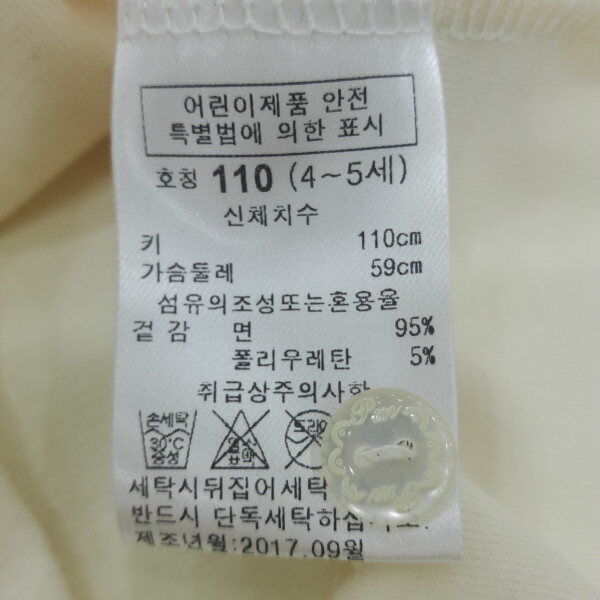 어린이제품 안전
특별법에 의한 표시
호칭 110 (4~5세)
신체치수
키 110cm
가슴둘레 59cm
섬유의조성또는혼용율
겉 감 면 95%
폴리우레탄 5%
취급상주의사항
손세탁 30℃ 중성
세탁시뒤집어세탁
반드시 단독세탁하십시오.
제조년월:2017.09월